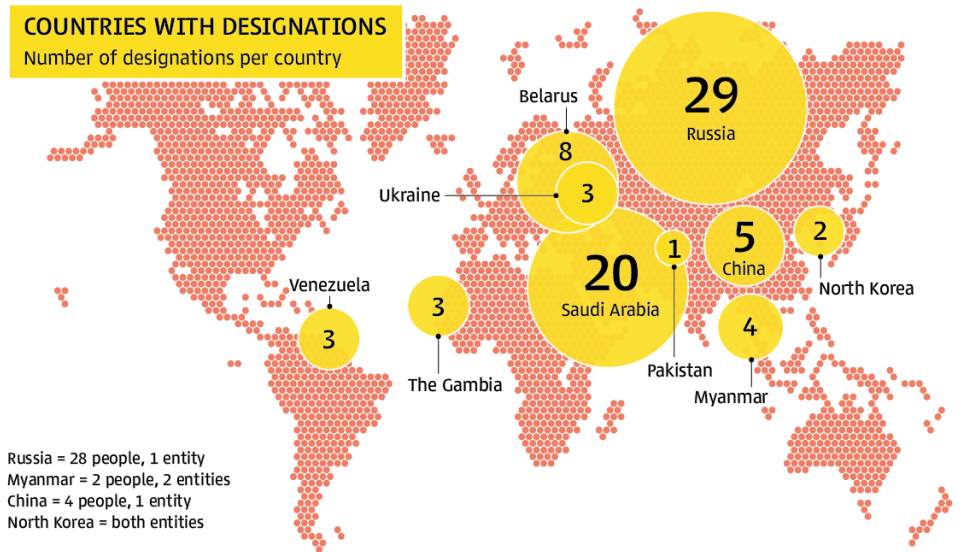 COUNTRIES WITH DESIGNATIONS
Number of designations per country
29
Russia
Belarus
8
Ukraine
3
20
Saudi Arabia
1
Pakistan
5
China
2
North Korea
Venezuela
3
3
The Gambia
4
Myanmar
Russia = 28 people, 1 entity
Myanmar = 2 people, 2 entities
China = 4 people, 1 entity
North Korea = both entities